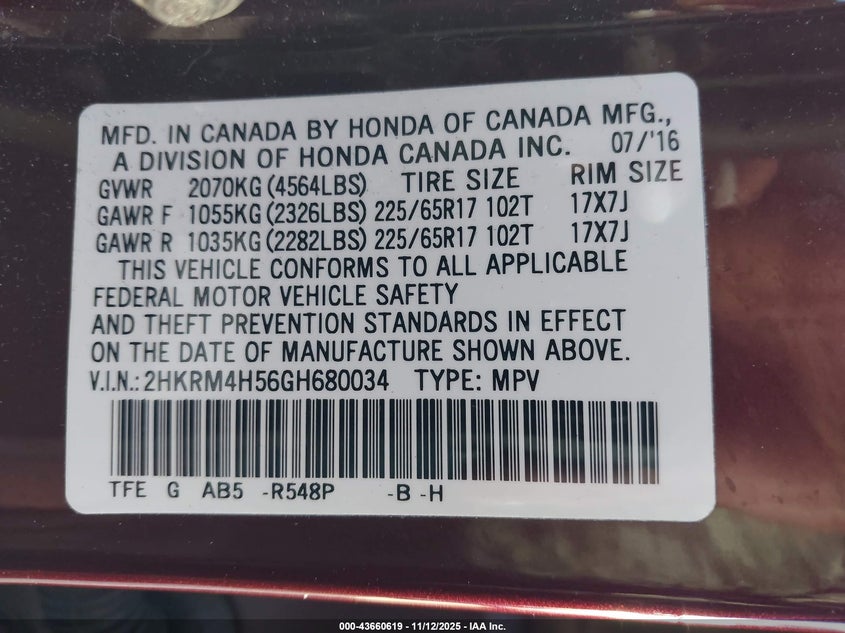 MFD. IN CANADA BY HONDA OF CANADA MFG.,
A DIVISION OF HONDA CANADA INC. 07/'16
GVWR 2070KG(4564LBS) TIRE SIZE RIM SIZE
GAWR F 1055KG(2326LBS) 225/65R17 102T 17X7J
GAWR R 1035KG(2282LBS) 225/65R17 102T 17X7J
THIS VEHICLE CONFORMS TO ALL APPLICABLE
FEDERAL MOTOR VEHICLE SAFETY
AND THEFT PREVENTION STANDARDS IN EFFECT
ON THE DATE OF MANUFACTURE SHOWN ABOVE.
V.I.N.:2HKRM4H56GH680034 TYPE: MPV
TFE G AB5 -R548P -B -H
000-43660619 - 11/12/2025 - IAA Inc.